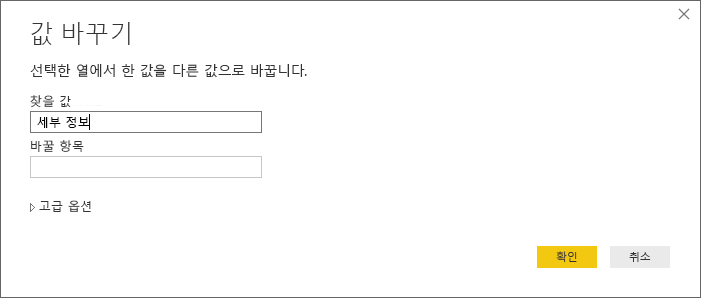 값 바꾸기
선택한 열에서 한 값을 다른 값으로 바꿉니다.
찾을 값
세부 정보
바꿀 항목
고급 옵션
확인
취소